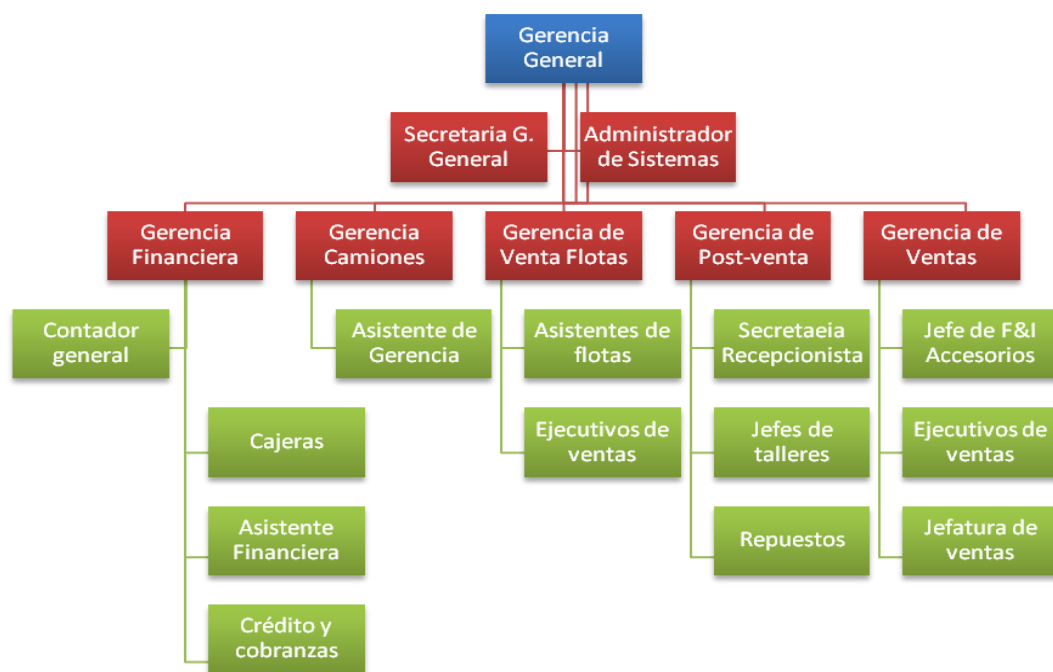 Gerencia
General
Secretaria G.
General
Administrador
de Sistemas
Gerencia
Financiera
Gerencia
Camiones
Gerencia de
Venta Flotas
Gerencia de
Post-venta
Gerencia de
Ventas
Contador
general
Asistente de
Gerencia
Asistentes de
flotas
Secretaeia
Recepcionista
Jefe de F&I
Accesorios
Cajeras
Ejecutivos de
ventas
Jefes de
talleres
Ejecutivos de
ventas
Asistente
Financiera
Repuestos
Jefatura de
ventas
Crédito y
cobranzas